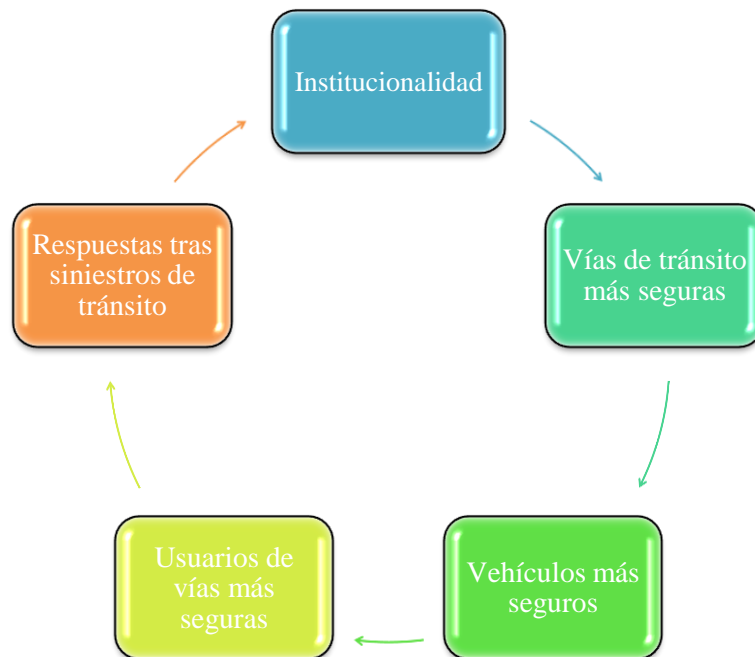 Institucionalidad
Vías de tránsito
más seguras
Vehículos más
seguros
Usuarios de
vías más
seguras
Respuestas tras
siniestros de
tránsito